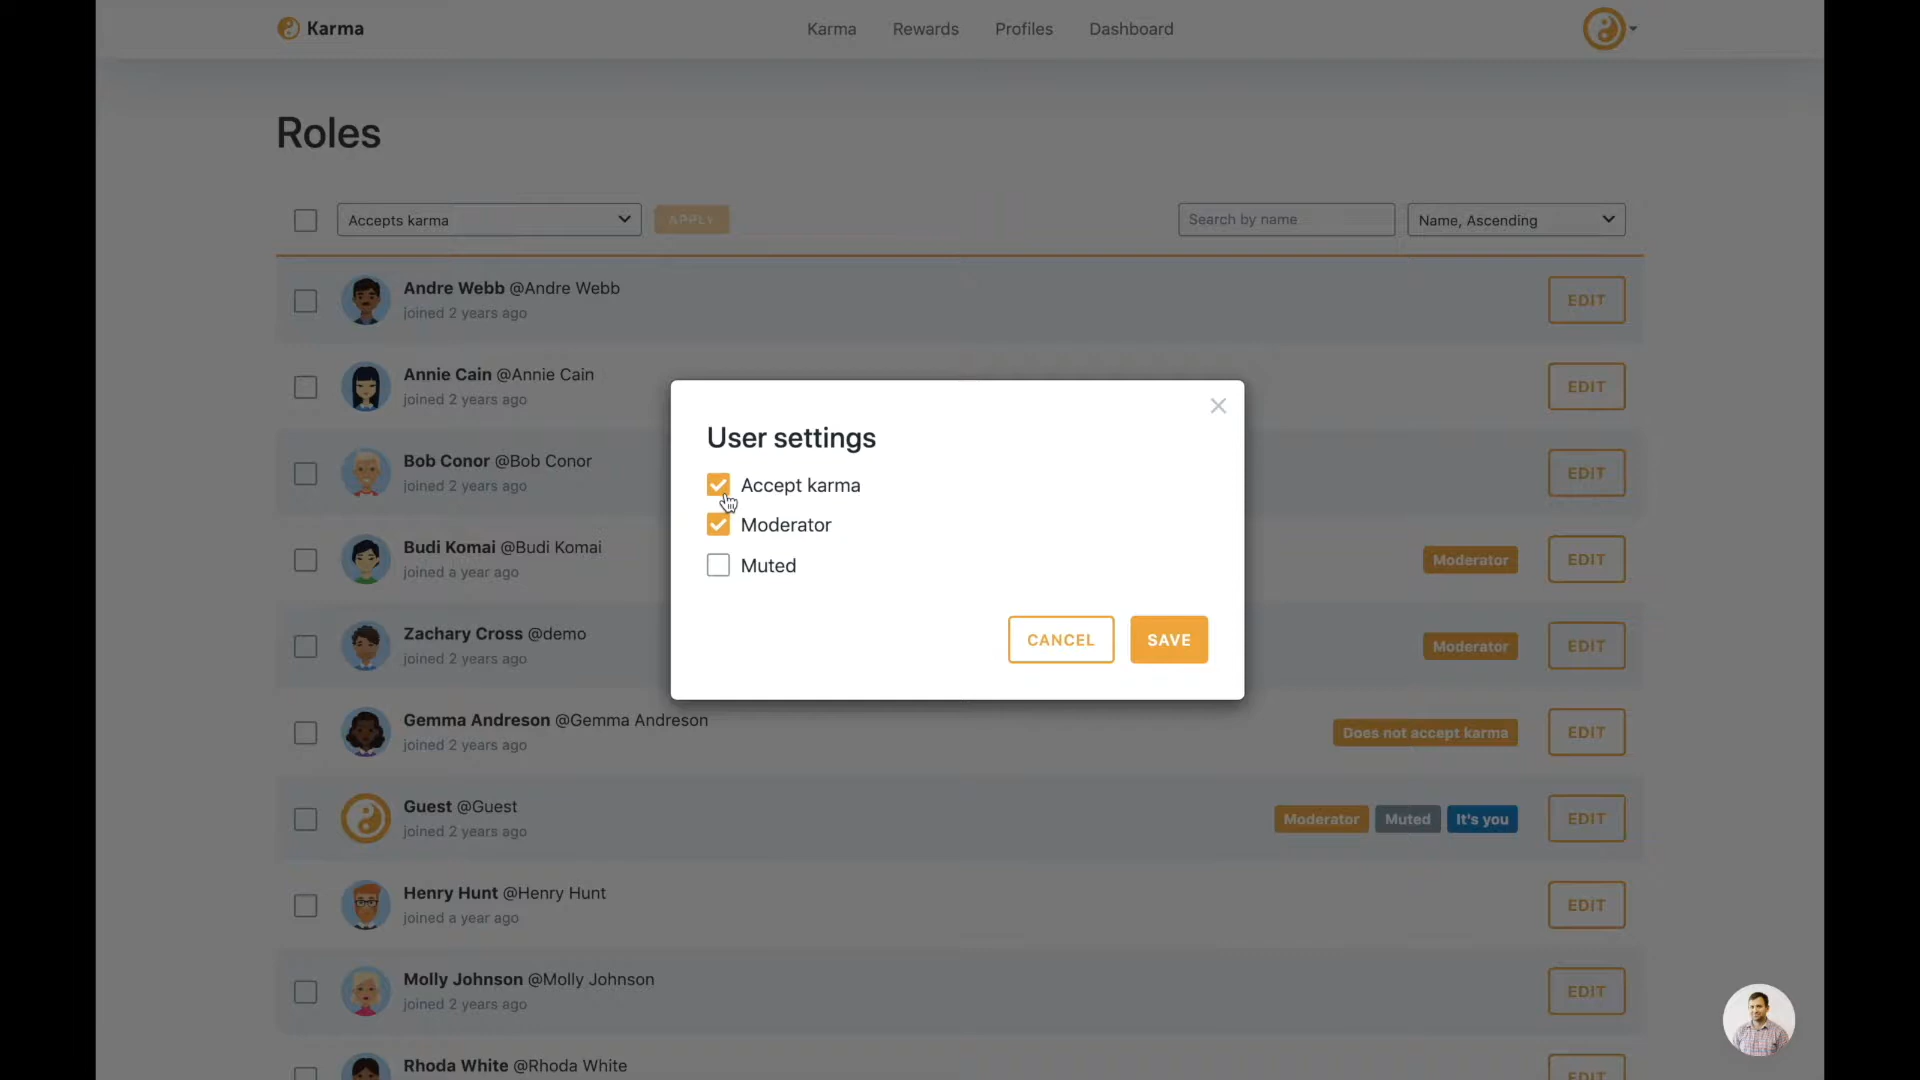 Karma
Karma Rewards Profiles Dashboard
Roles
Accepts karma
APPLY
Search by name
Name, Ascending
Andre Webb @Andre Webb
joined 2 years ago
EDIT
Annie Cain @Annie Cain
joined 2 years ago
EDIT
Bob Conor @Bob Conor
joined 2 years ago
EDIT
Budi Komai @Budi Komai
joined a year ago
Moderator
EDIT
Zachary Cross @demo
joined 2 years ago
Moderator
EDIT
Gemma Andreson @Gemma Andreson
joined 2 years ago
Does not accept karma
EDIT
Guest @Guest
joined 2 years ago
Moderator Muted It's you
EDIT
Henry Hunt @Henry Hunt
joined a year ago
EDIT
Molly Johnson @Molly Johnson
joined 2 years ago
EDIT
Rhoda White @Rhoda White
EDIT
User settings
Accept karma
Moderator
Muted
CANCEL
SAVE